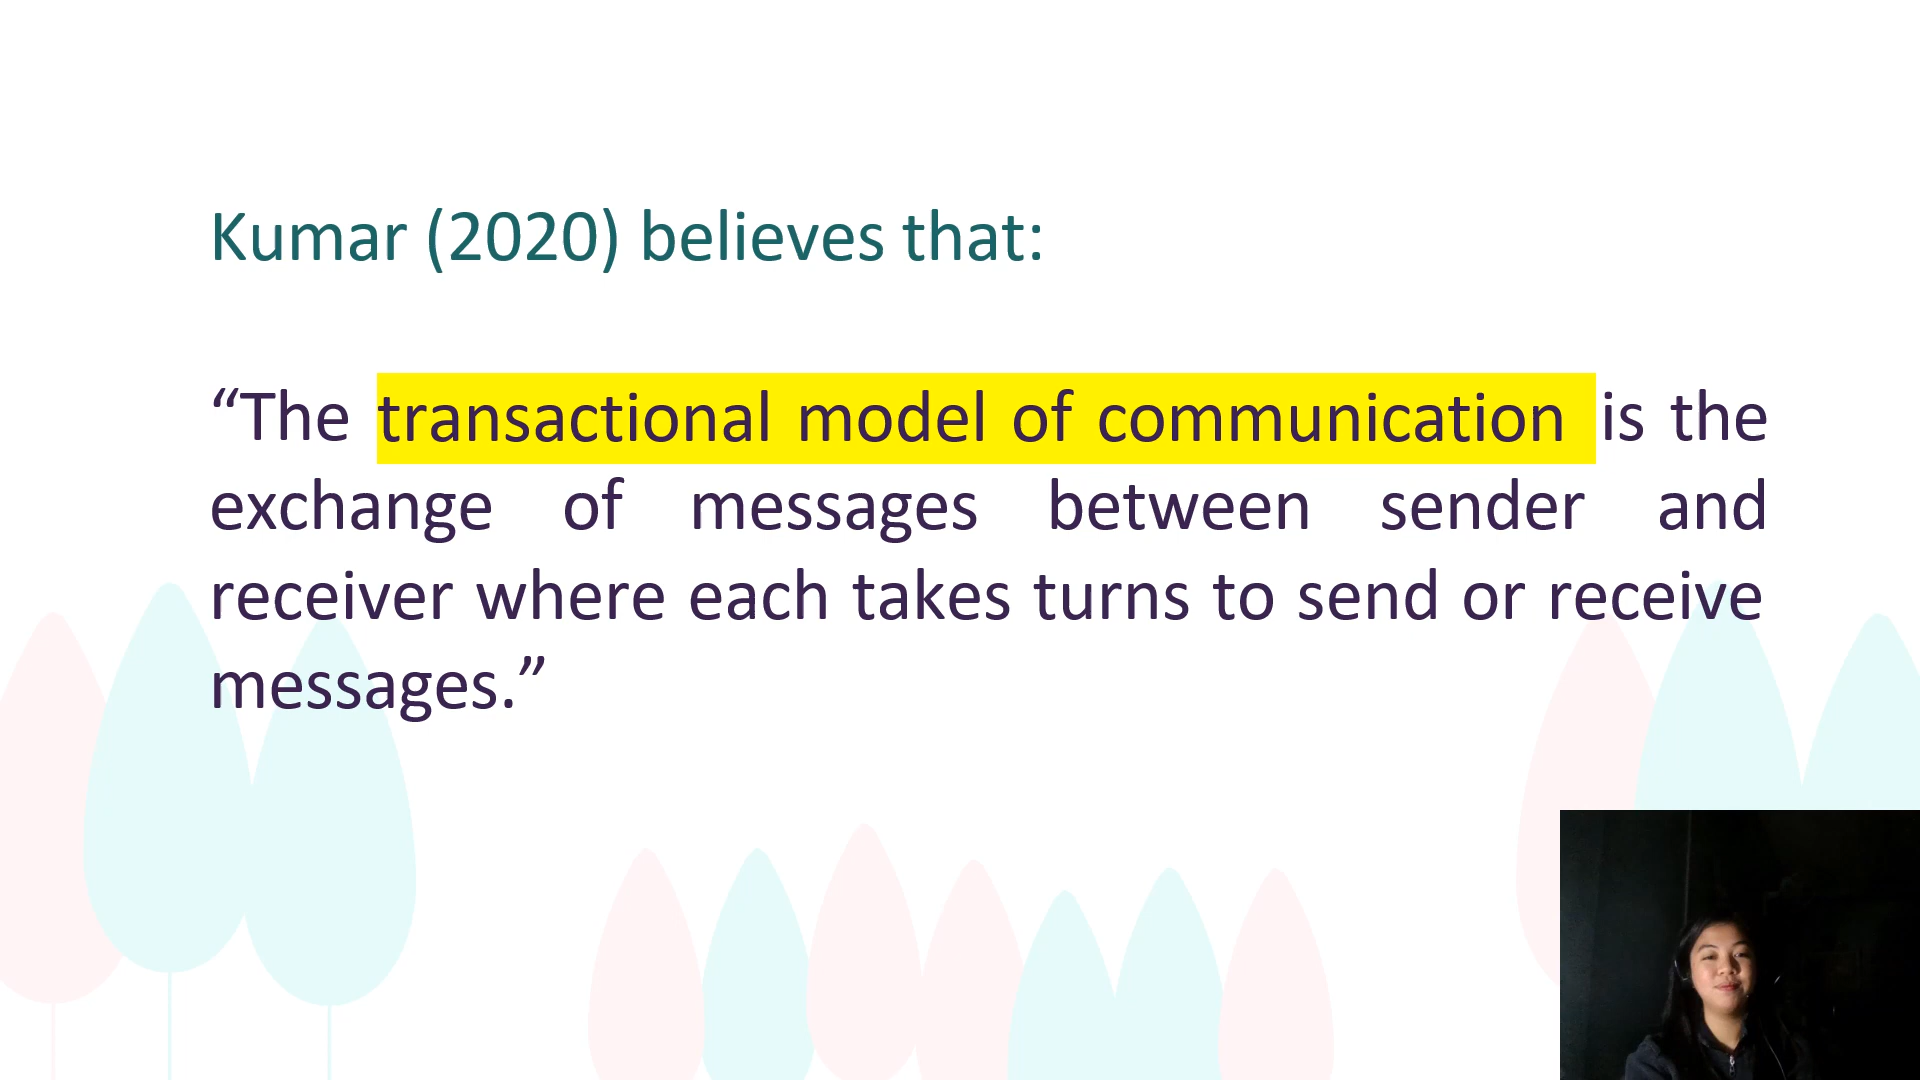 Kumar (2020) believes that:
“The transactional model of communication is the
exchange of messages between sender and
receiver where each takes turns to send or receive
messages.”